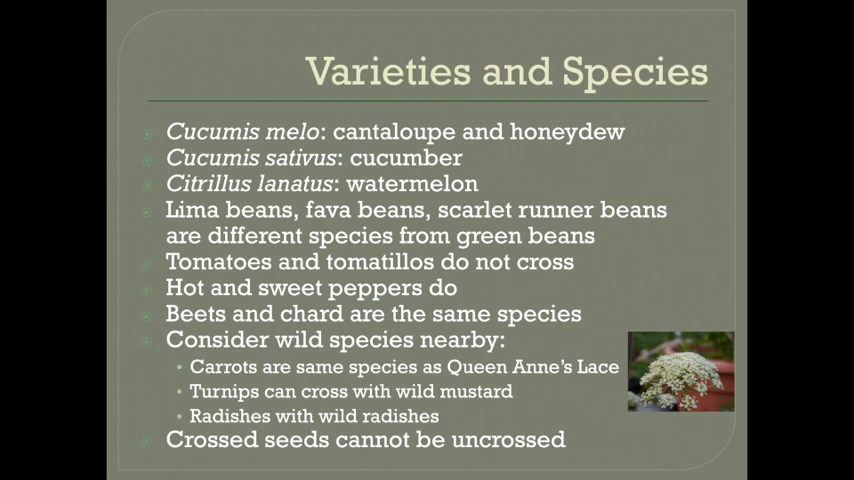 Varieties and Species
Cucumis melo: cantaloupe and honeydew
Cucumis sativus: cucumber
Citrillus lanatus: watermelon
Lima beans, fava beans, scarlet runner beans
are different species from green beans
Tomatoes and tomatillos do not cross
Hot and sweet peppers do
Beets and chard are the same species
Consider wild species nearby:
Carrots are same species as Queen Anne's Lace
Turnips can cross with wild mustard
Radishes with wild radishes
Crossed seeds cannot be uncrossed